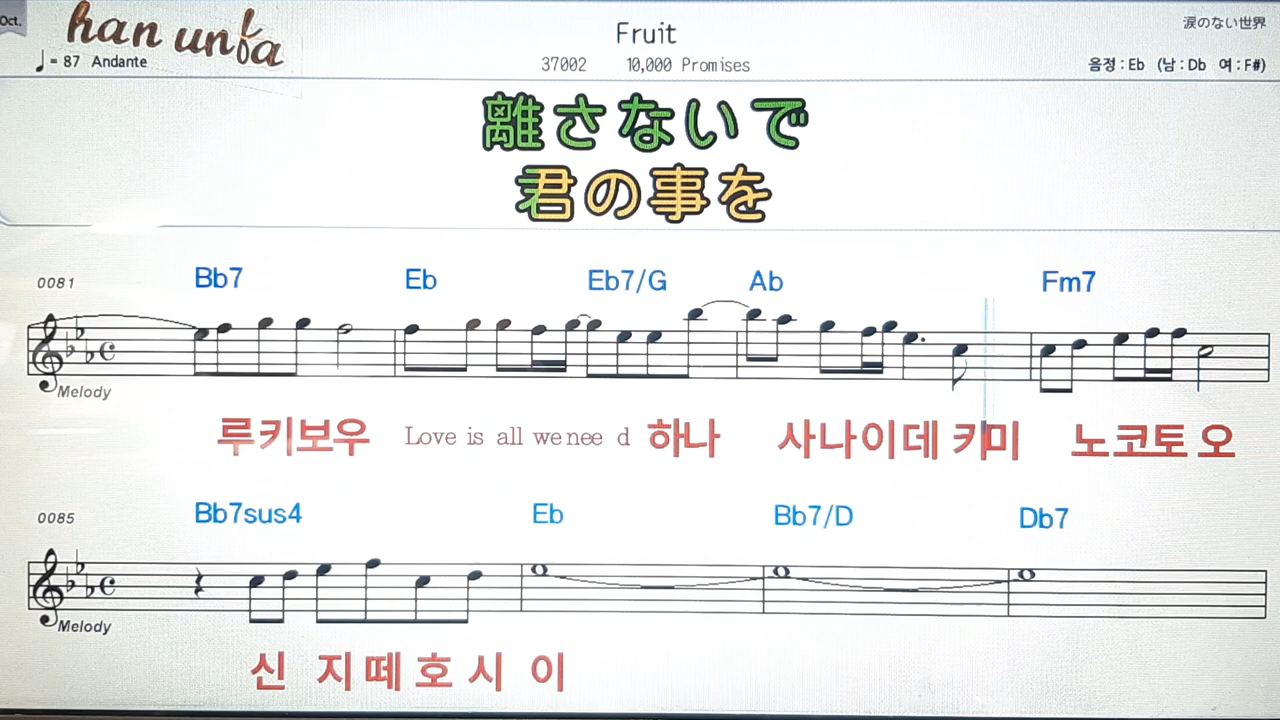 Oct.
han unfa
Fruit
涙のない世界
♩= 87 Andante
37002 10,000 Promises
음정 : Eb (남 : Db 여 : F#)
離さないで
君の事を
0081
Bb7 Eb Eb7/G Ab Fm7
Melody
루키보우 Love is all we nee d 하나 사나이데 키미 노코토 오
0085
Bb7sus4 Eb Bb7/D Db7
Melody
신 지떼 호 시 이